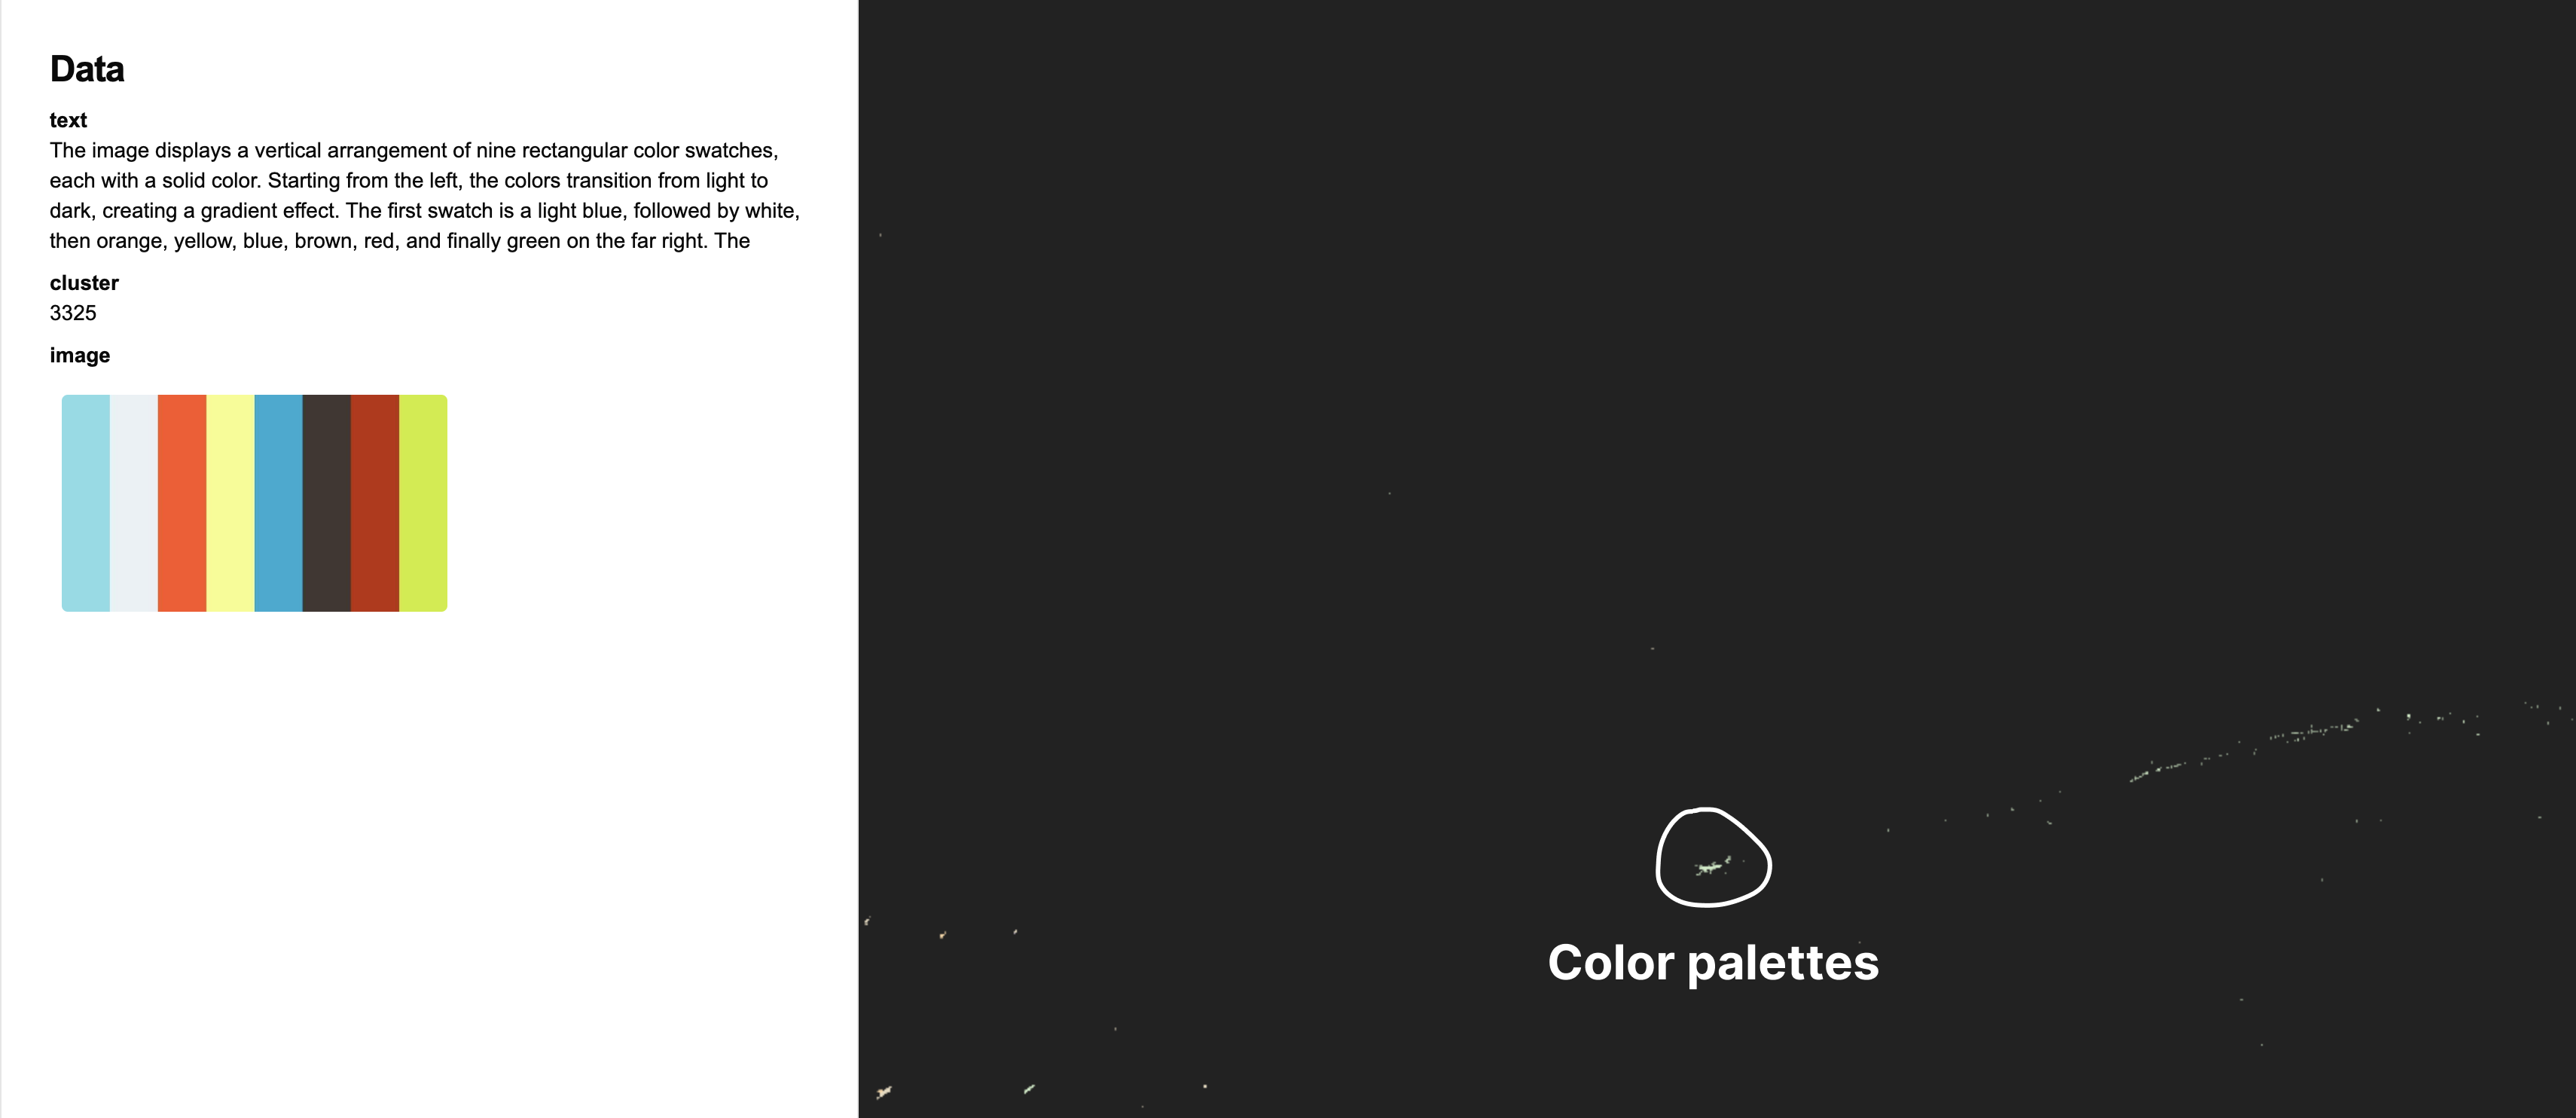 Data
text
The image displays a vertical arrangement of nine rectangular color swatches,
each with a solid color. Starting from the left, the colors transition from light to
dark, creating a gradient effect. The first swatch is a light blue, followed by white,
then orange, yellow, blue, brown, red, and finally green on the far right. The
cluster
3325
image
Color palettes